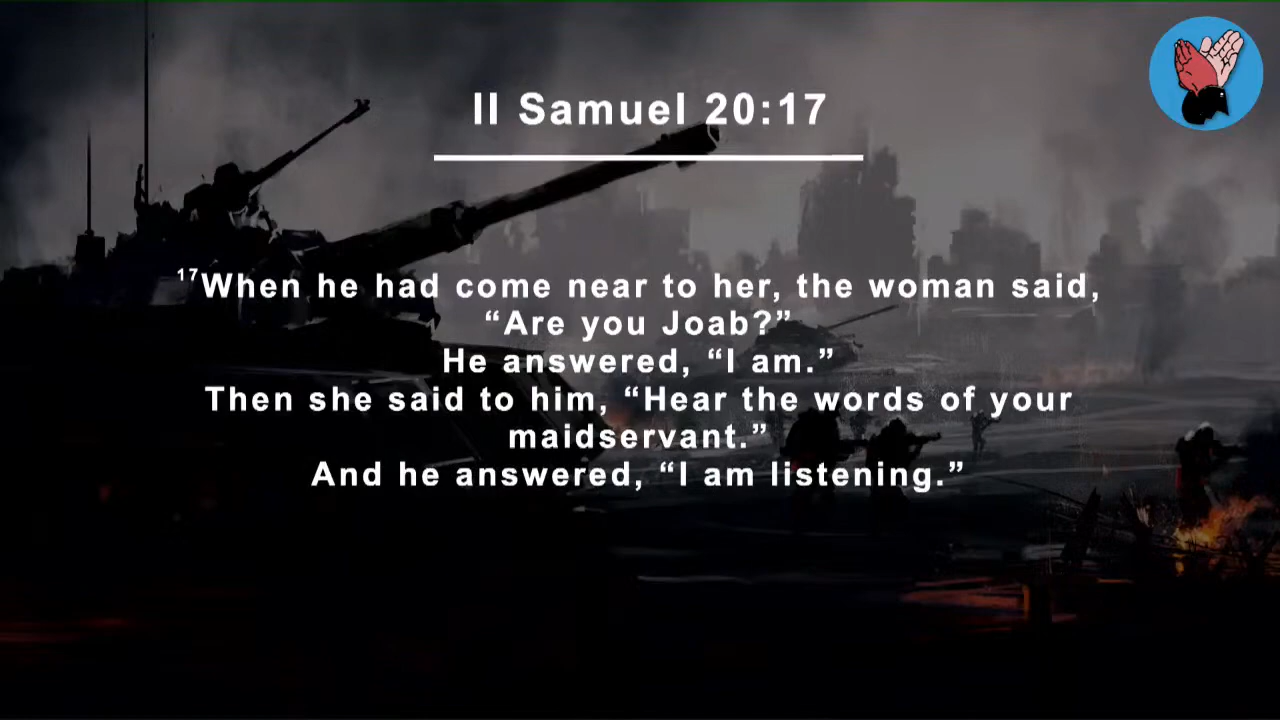 II Samuel 20:17
17When he had come near to her, the woman said,
“Are you Joab?”
He answered, “I am.”
Then she said to him, “Hear the words of your
maidservant.”
And he answered, “I am listening.”